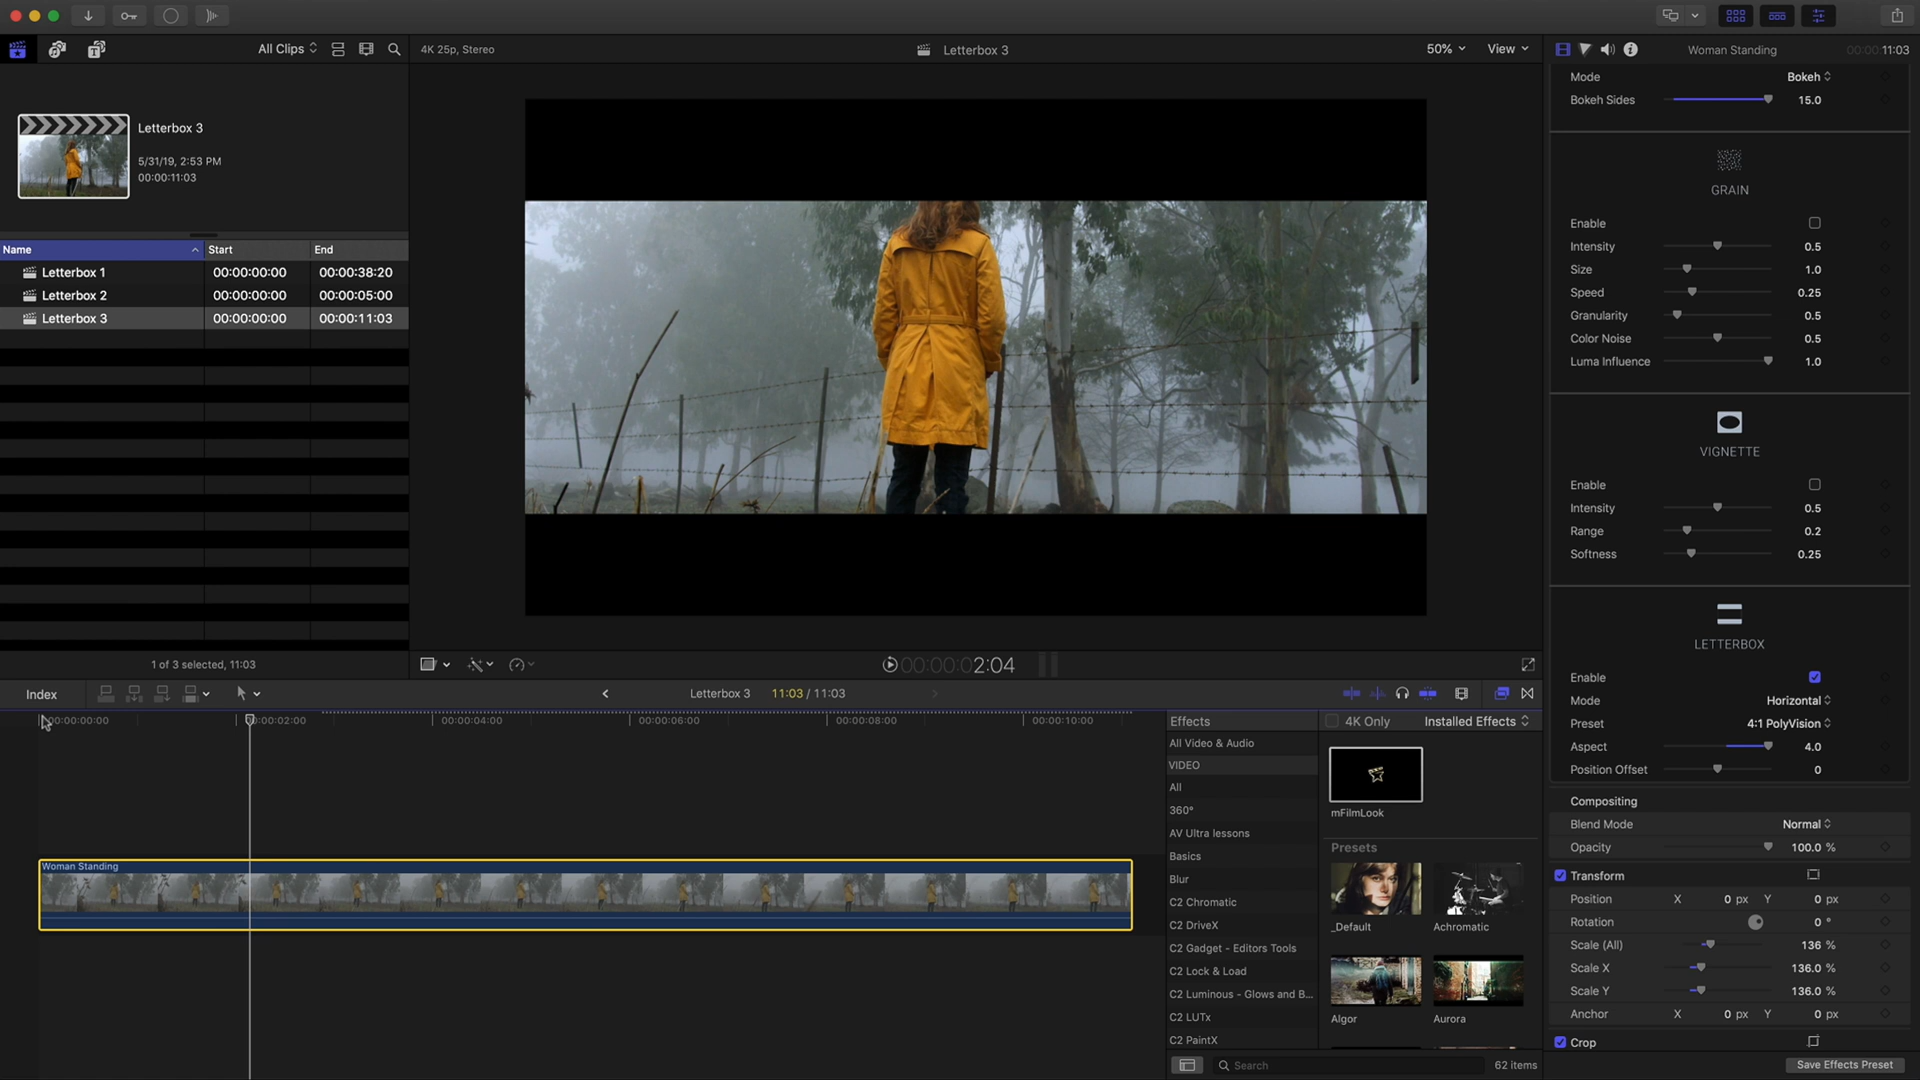 All Clips
4K 25p, Stereo
Letterbox 3
50%
View
Woman Standing
00:00:11:03
Letterbox 3
5/31/19, 2:53 PM
00:00:11:03
Name
Start
End
Letterbox 1
00:00:00:00
00:00:38:20
Letterbox 2
00:00:00:00
00:00:05:00
Letterbox 3
00:00:00:00
00:00:11:03
1 of 3 selected, 11:03
00:00:00:02:04
Mode
Bokeh
Bokeh Sides
15.0
GRAIN
Enable
Intensity
0.5
Size
1.0
Speed
0.25
Granularity
0.5
Color Noise
0.5
Luma Influence
1.0
VIGNETTE
Enable
Intensity
0.5
Range
0.2
Softness
0.25
LETTERBOX
Enable
Mode
Horizontal
Preset
4:1 PolyVision
Aspect
4.0
Position Offset
0
Compositing
Blend Mode
Normal
Opacity
100.0 %
Transform
Position
X
0 px
Y
0 px
Rotation
0 °
Scale (All)
136 %
Scale X
136.0 %
Scale Y
136.0 %
Anchor
X
0 px
Y
0 px
Crop
Save Effects Preset
Index
Letterbox 3
11:03 / 11:03
00:00:00:00
00:00:02:00
00:00:04:00
00:00:06:00
00:00:08:00
00:00:10:00
Woman Standing
Effects
4K Only
Installed Effects
All Video & Audio
VIDEO
All
360°
AV Ultra lessons
Basics
Blur
C2 Chromatic
C2 DriveX
C2 Gadget - Editors Tools
C2 Lock & Load
C2 Luminous - Glows and B...
C2 LUTx
C2 PaintX
mFilmLook
Presets
_Default
Achromatic
Algor
Aurora
Search
62 items